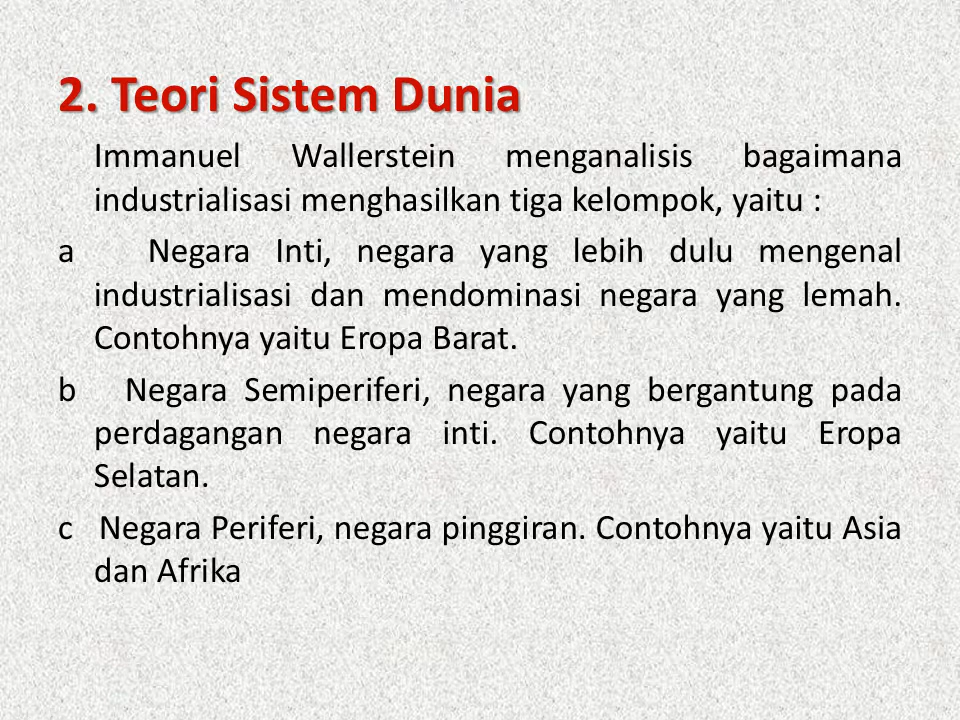 2. Teori Sistem Dunia
Immanuel Wallerstein menganalisis bagaimana
industrialisasi menghasilkan tiga kelompok, yaitu :
a Negara Inti, negara yang lebih dulu mengenal
industrialisasi dan mendominasi negara yang lemah.
Contohnya yaitu Eropa Barat.
b Negara Semiperiferi, negara yang bergantung pada
perdagangan negara inti. Contohnya yaitu Eropa
Selatan.
c Negara Periferi, negara pinggiran. Contohnya yaitu Asia
dan Afrika